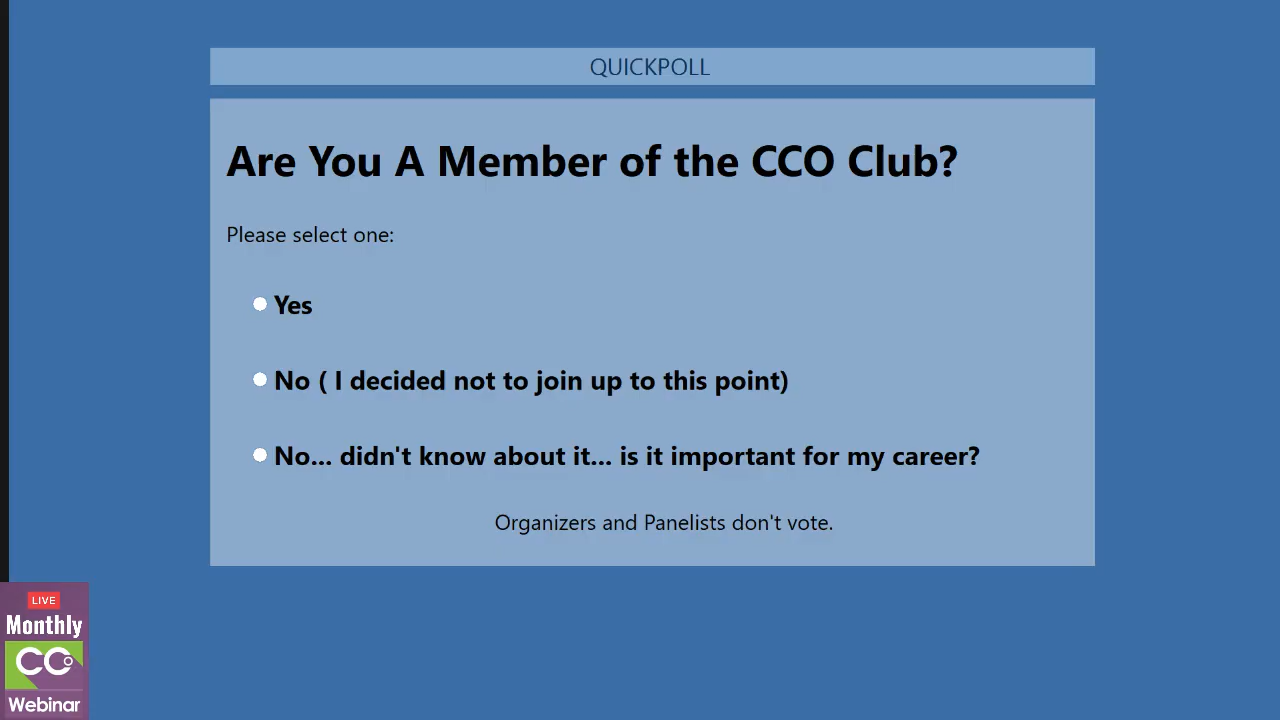 QUICKPOLL
Are You A Member of the CCO Club?
Please select one:
Yes
No ( I decided not to join up to this point)
No... didn't know about it... is it important for my career?
Organizers and Panelists don't vote.
LIVE
Monthly
CCO
Webinar